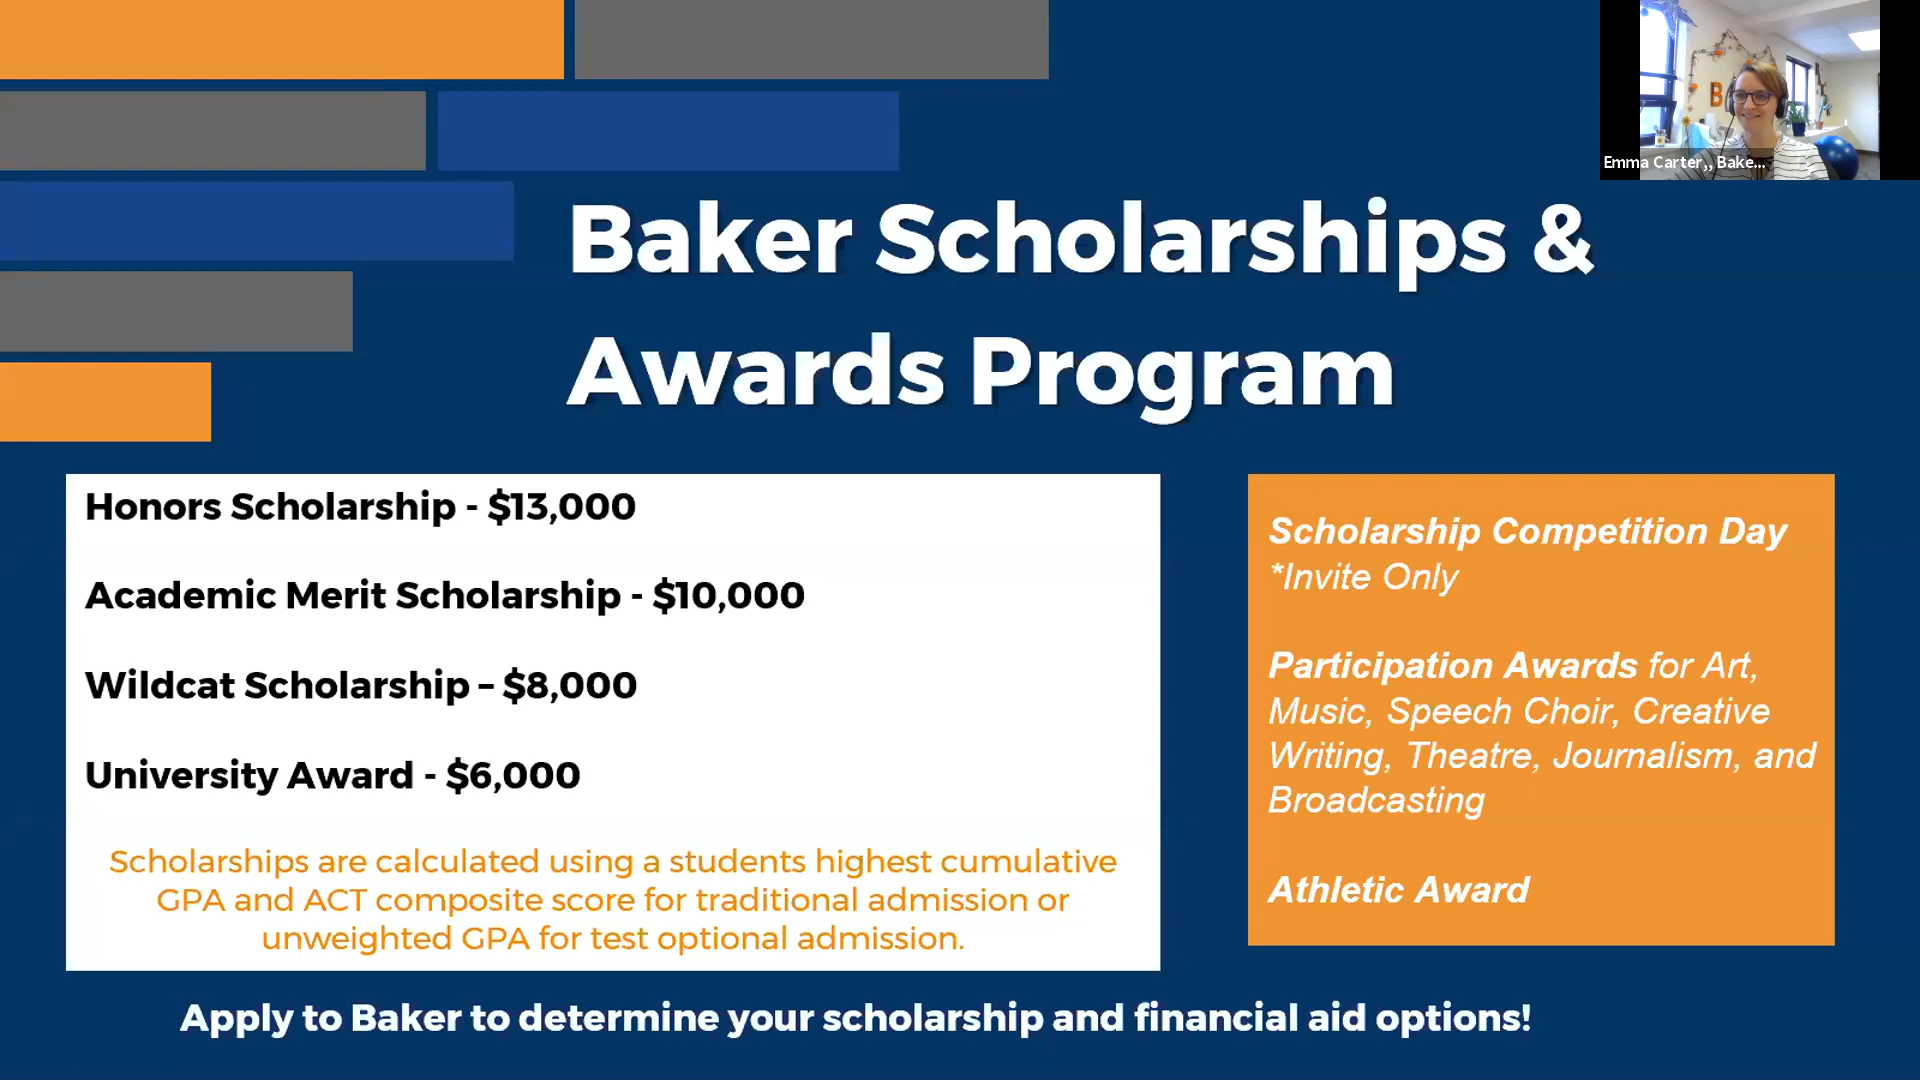 Emma Carter,, Bake...
B
Baker Scholarships &
Awards Program
Honors Scholarship - $13,000
Academic Merit Scholarship - $10,000
Wildcat Scholarship – $8,000
University Award - $6,000
Scholarships are calculated using a students highest cumulative
GPA and ACT composite score for traditional admission or
unweighted GPA for test optional admission.
Scholarship Competition Day
*Invite Only
Participation Awards for Art,
Music, Speech Choir, Creative
Writing, Theatre, Journalism, and
Broadcasting
Athletic Award
Apply to Baker to determine your scholarship and financial aid options!